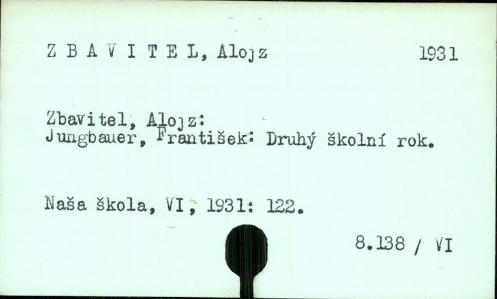 Z B A V I T E L, Alojz 1931
Zbavitel, Alojz:
Jungbauer, František: Druhý školní rok.
Naša škola, VI, 1931: 122.
8.138 / VI